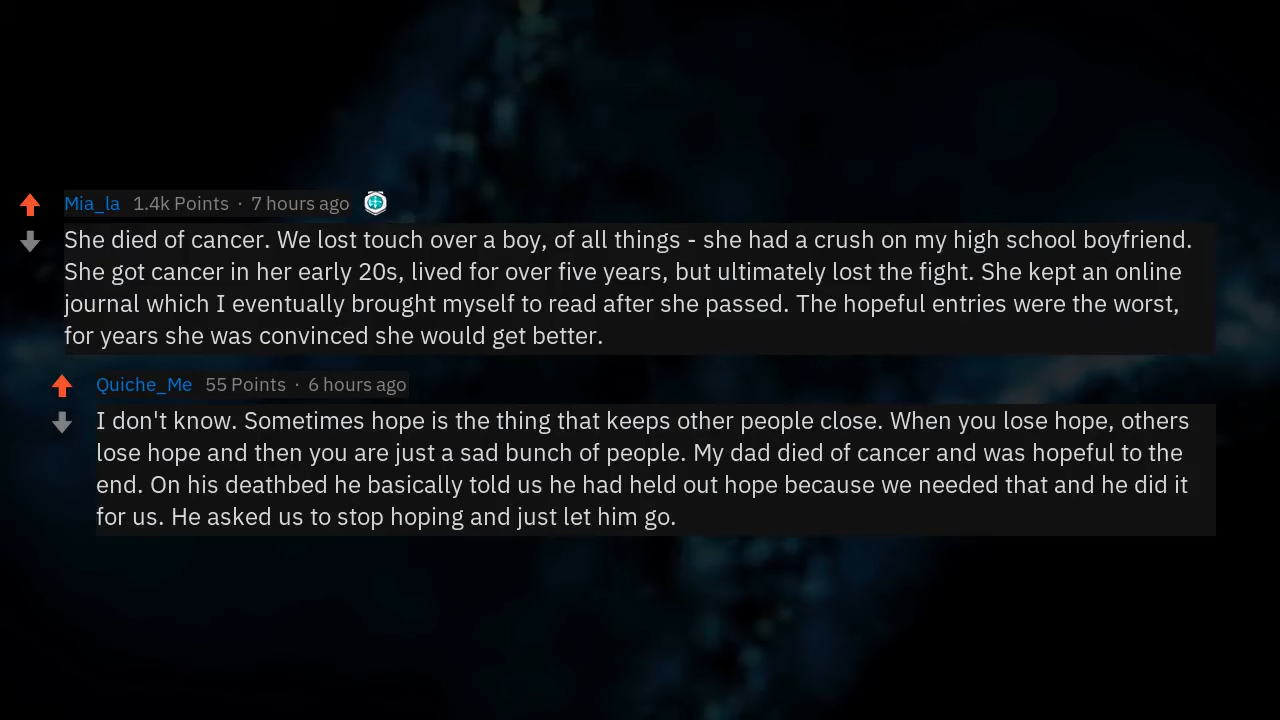 Mia_la 1.4k Points · 7 hours ago
She died of cancer. We lost touch over a boy, of all things - she had a crush on my high school boyfriend.
She got cancer in her early 20s, lived for over five years, but ultimately lost the fight. She kept an online
journal which I eventually brought myself to read after she passed. The hopeful entries were the worst,
for years she was convinced she would get better.
Quiche_Me 55 Points · 6 hours ago
I don't know. Sometimes hope is the thing that keeps other people close. When you lose hope, others
lose hope and then you are just a sad bunch of people. My dad died of cancer and was hopeful to the
end. On his deathbed he basically told us he had held out hope because we needed that and he did it
for us. He asked us to stop hoping and just let him go.